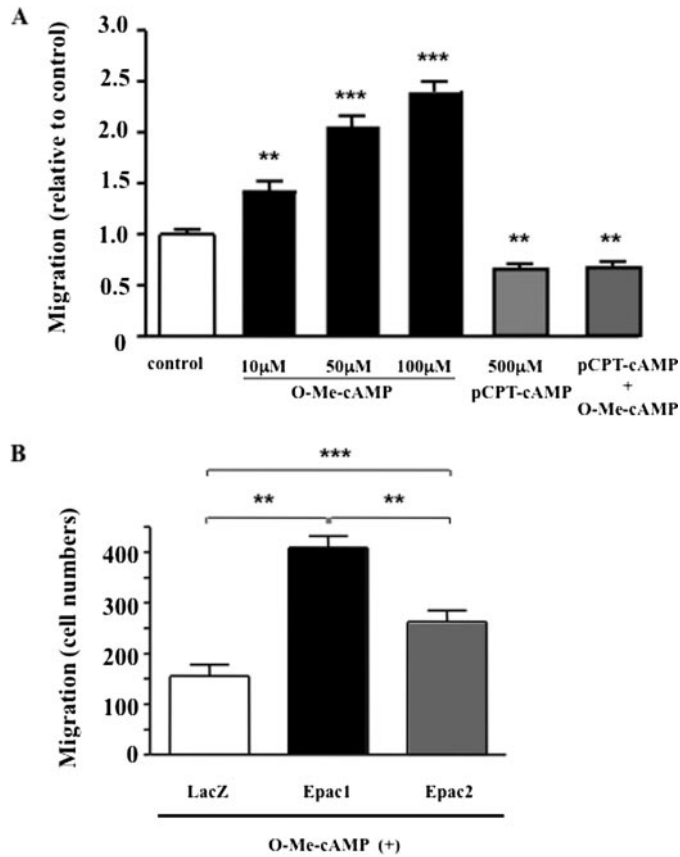 A
Migration (relative to control)
3.0
2.5
2.0
1.5
1.0
0.5
0
**
***
***
**
**
control
10μM
50μM
100μM
500μM
pCPT-cAMP
O-Me-cAMP
pCPT-cAMP
+
O-Me-cAMP
B
***
**
**
Migration (cell numbers)
400
300
200
100
0
LacZ
Epac1
Epac2
O-Me-cAMP (+)